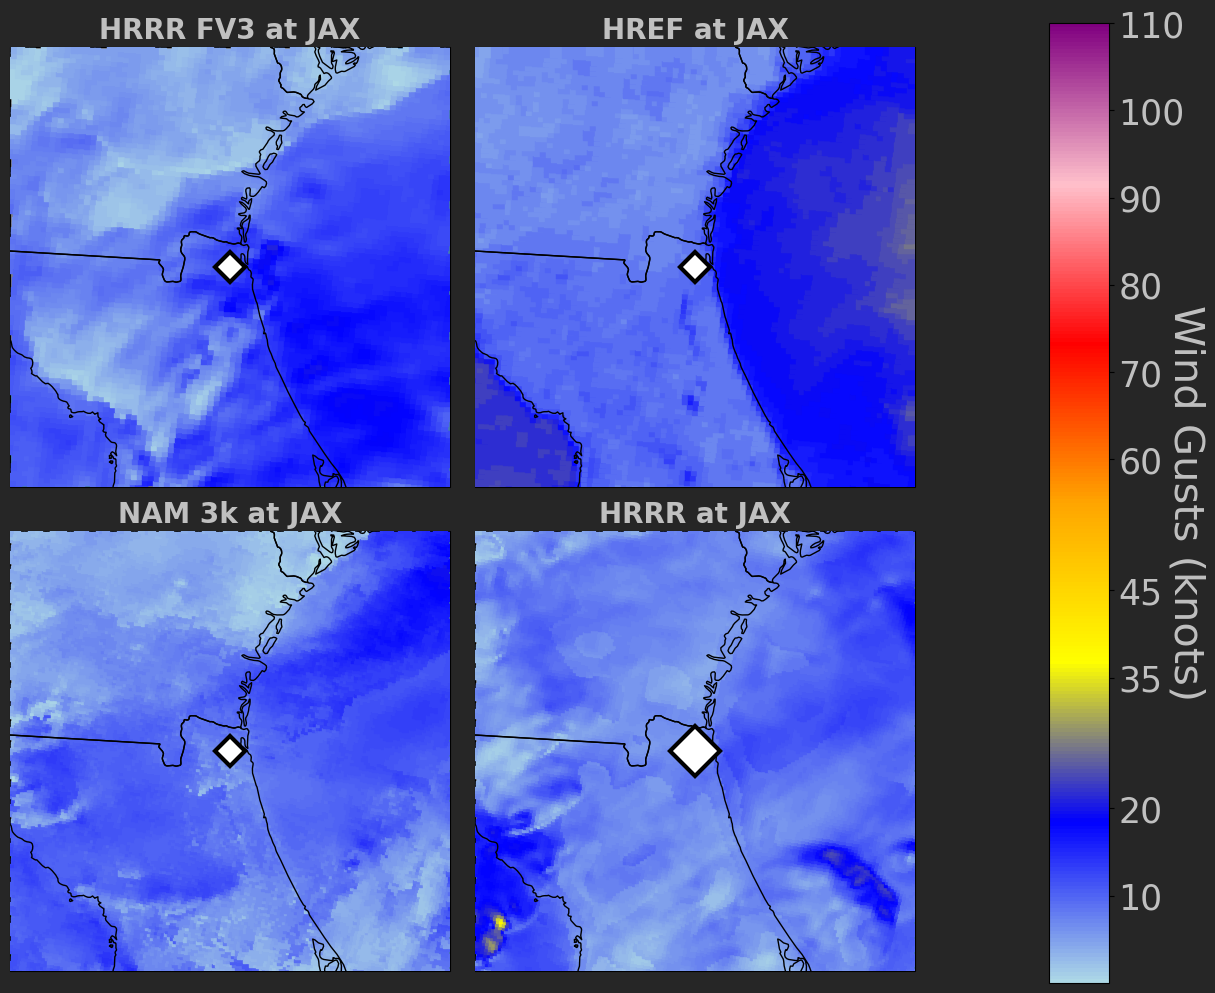 HRRR FV3 at JAX
HREF at JAX
NAM 3k at JAX
HRRR at JAX
110
100
90
80
70
60
45
35
20
10
Wind Gusts (knots)